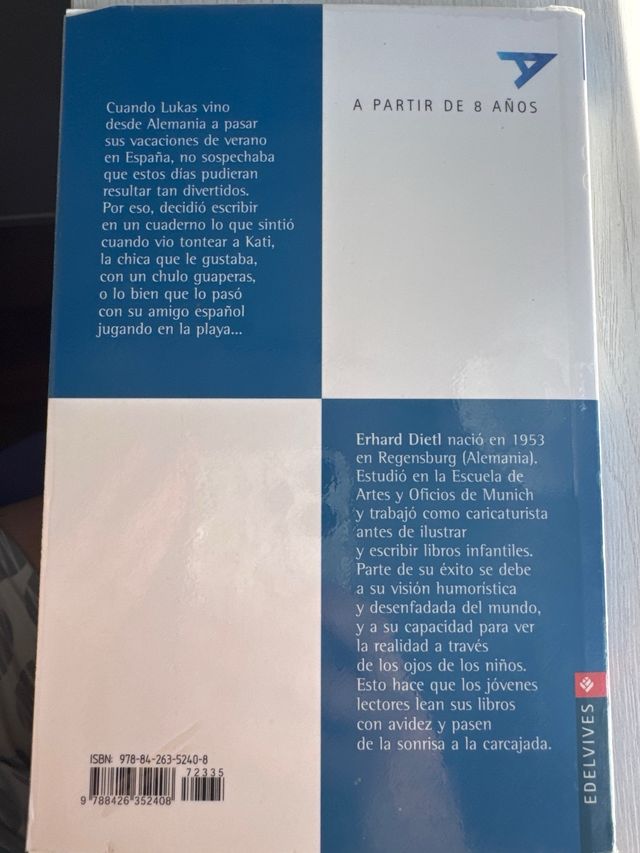 Cuando Lukas vino
desde Alemania a pasar
sus vacaciones de verano
en España, no sospechaba
que estos días pudieran
resultar tan divertidos.
Por eso, decidió escribir
en un cuaderno lo que sintió
cuando vio tontear a Kati,
la chica que le gustaba,
con un chulo guaperas,
o lo bien que lo pasó
con su amigo español
jugando en la playa...
A PARTIR DE 8 AÑOS
Erhard Dietl nació en 1953
en Regensburg (Alemania).
Estudió en la Escuela de
Artes y Oficios de Munich
y trabajó como caricaturista
antes de ilustrar
y escribir libros infantiles.
Parte de su éxito se debe
a su visión humorística
y desenfadada del mundo,
y a su capacidad para ver
la realidad a través
de los ojos de los niños.
Esto hace que los jóvenes
lectores lean sus libros
con avidez y pasen
de la sonrisa a la carcajada.
ISBN: 978-84-263-5240-8
72335
9 788426 352408
EDELVIVES